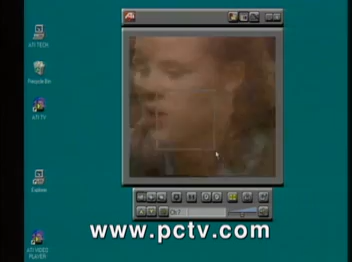 ATI TECH
Recycle Bin
ATI TV
Explorer
ATI VIDEO
PLAYER
www.pctv.com